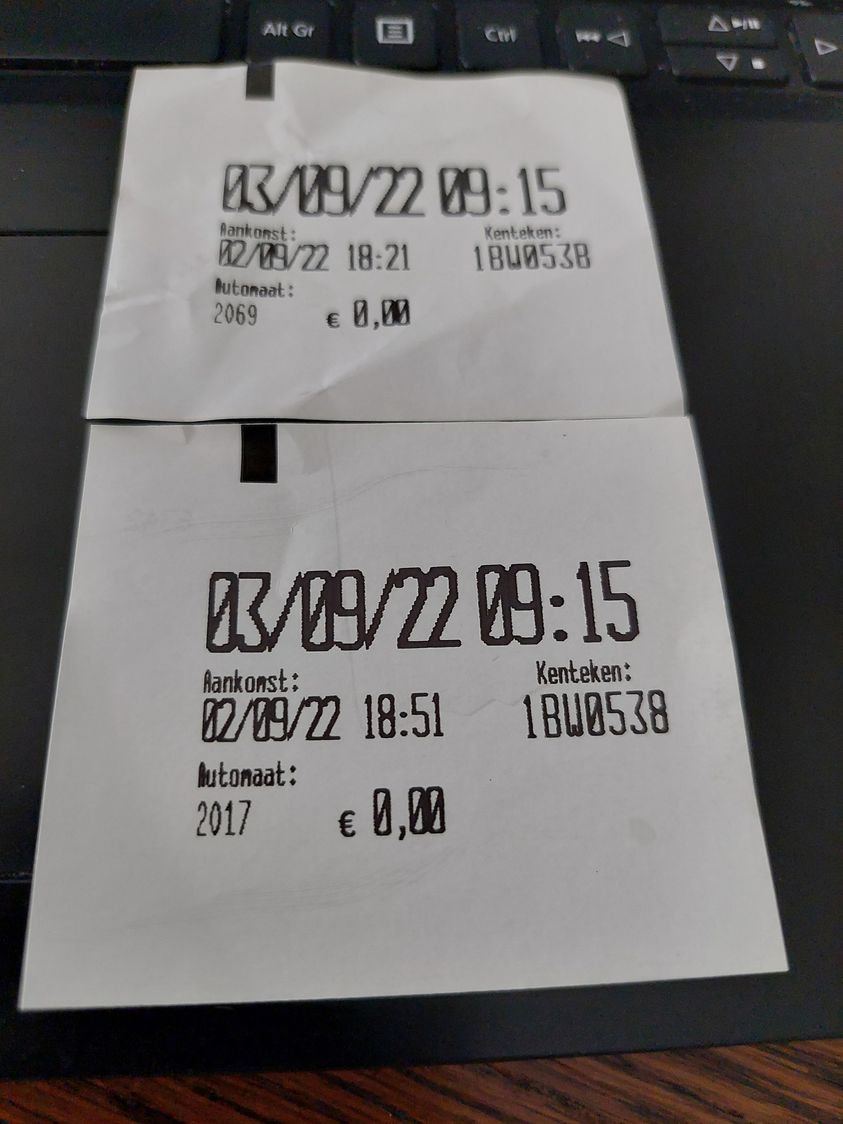 Alt Gr
Ctrl
03/09/22 09:15
Aankomst: Kenteken:
02/09/22 18:21 1BW0538
Automaat:
2069 € 0,00
03/09/22 09:15
Aankomst: Kenteken:
02/09/22 18:51 1BW0538
Automaat:
2017 € 0,00